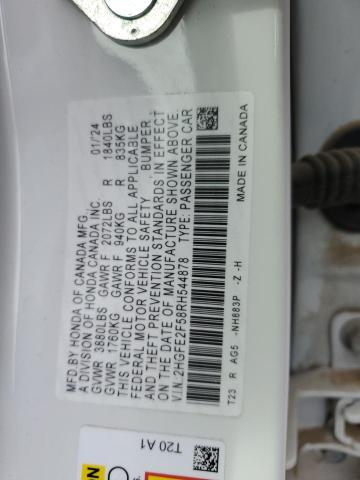 MFD.BY HONDA OF CANADA MFG. 01/24
A DIVISION OF HONDA CANADA INC.
GVWR 3880LBS GAWR F 2072LBS R 1840LBS
GVWR 1760KG GAWR F 940KG R 835KG
THIS VEHICLE CONFORMS TO ALL APPLICABLE
FEDERAL MOTOR VEHICLE SAFETY, BUMPER,
AND THEFT PREVENTION STANDARDS IN EFFECT
ON THE DATE OF MANUFACTURE SHOWN ABOVE.
V.I.N. 2HGFE2F58RH544878 TYPE: PASSENGER CAR
MADE IN CANADA
T23 R AG5 -NH883P -Z -H
T20 A1